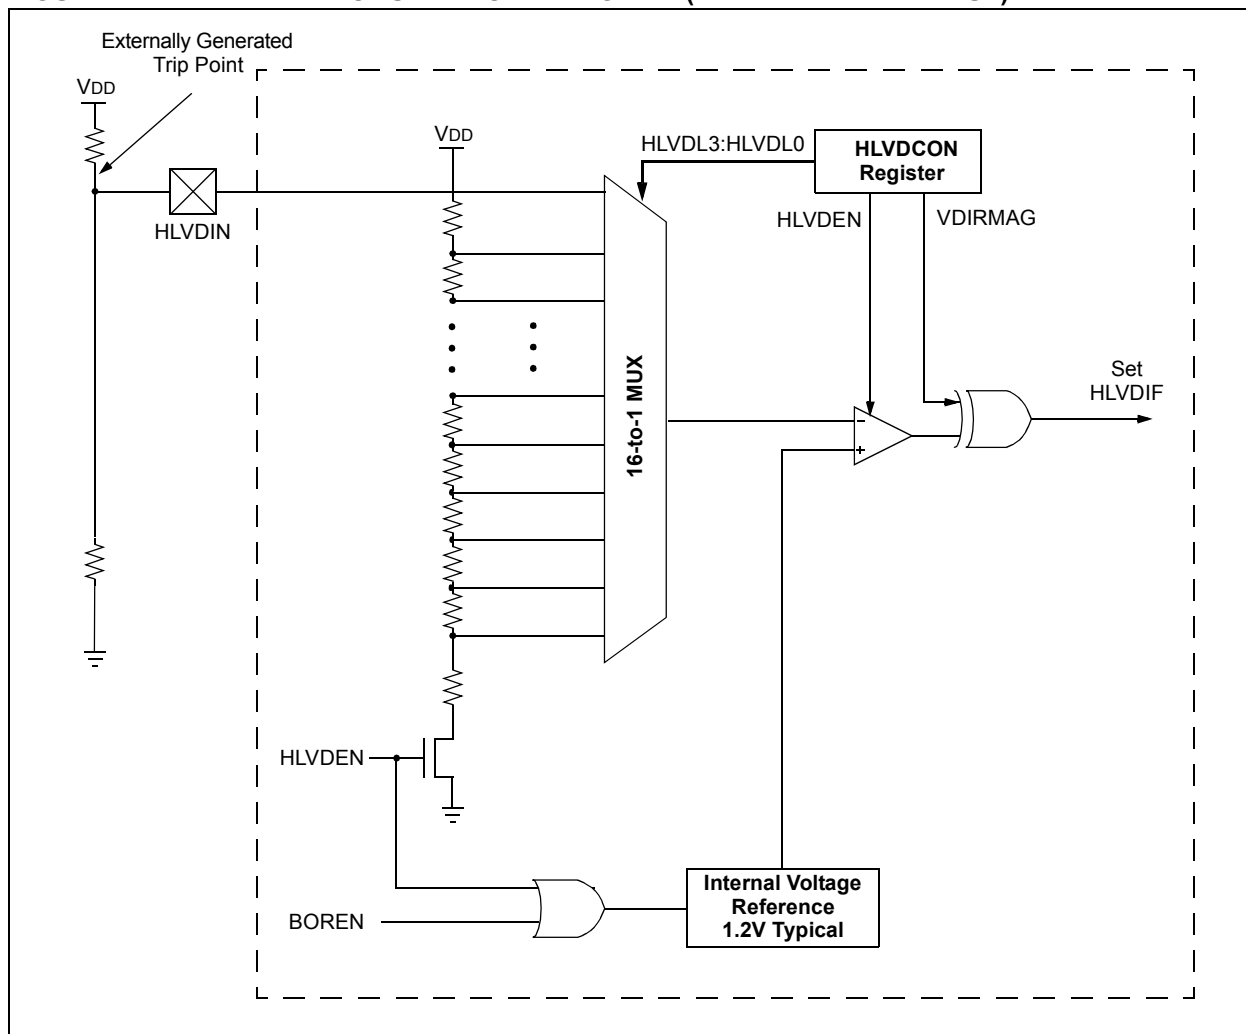 Externally Generated
Trip Point
VDD
VDD
HLVDIN
HLVDL3:HLVDL0
HLVDCON
Register
HLVDEN
VDIRMAG
16-to-1 MUX
–
+
Set
HLVDIF
HLVDEN
BOREN
Internal Voltage
Reference
1.2V Typical